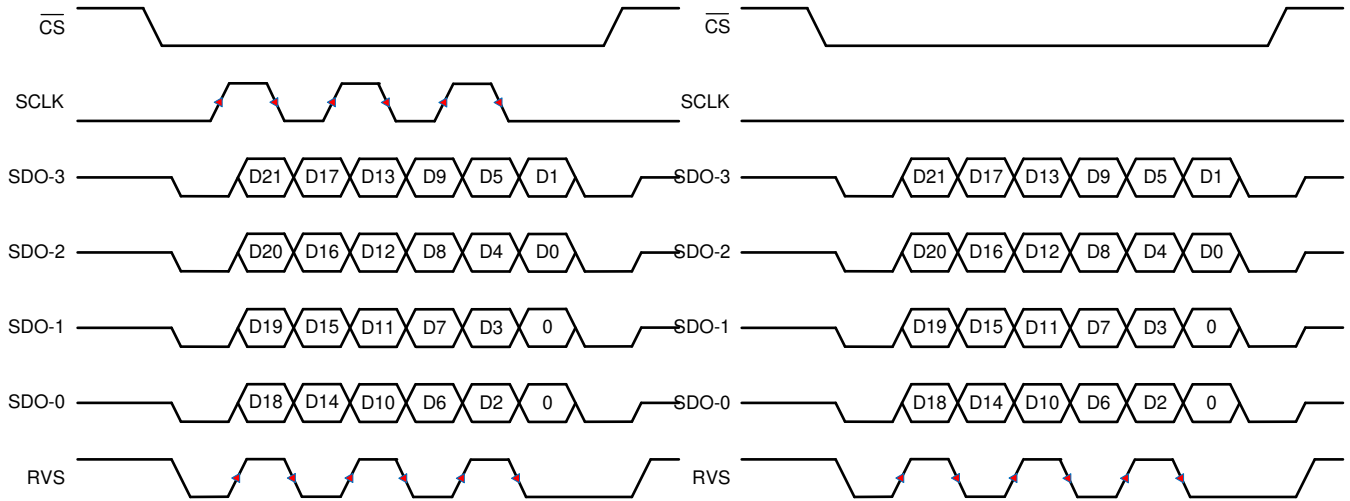 CS CS
SCLK SCLK
SDO-3 D21 D17 D13 D9 D5 D1 SDO-3 D21 D17 D13 D9 D5 D1
SDO-2 D20 D16 D12 D8 D4 D0 SDO-2 D20 D16 D12 D8 D4 D0
SDO-1 D19 D15 D11 D7 D3 0 SDO-1 D19 D15 D11 D7 D3 0
SDO-0 D18 D14 D10 D6 D2 0 SDO-0 D18 D14 D10 D6 D2 0
RVS RVS